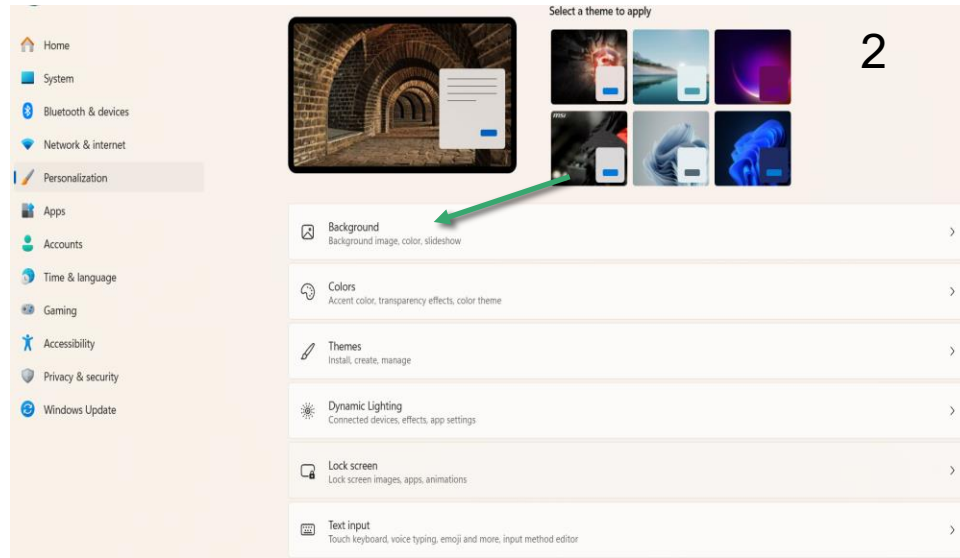 Select a theme to apply
2
Home
System
Bluetooth & devices
Network & internet
Personalization
Apps
Accounts
Time & language
Gaming
Accessibility
Privacy & security
Windows Update
msi
Background
Background image, color, slideshow
Colors
Accent color, transparency effects, color theme
Themes
Install, create, manage
Dynamic Lighting
Connected devices, effects, app settings
Lock screen
Lock screen images, apps, animations
Text input
Touch keyboard, voice typing, emoji and more, input method editor